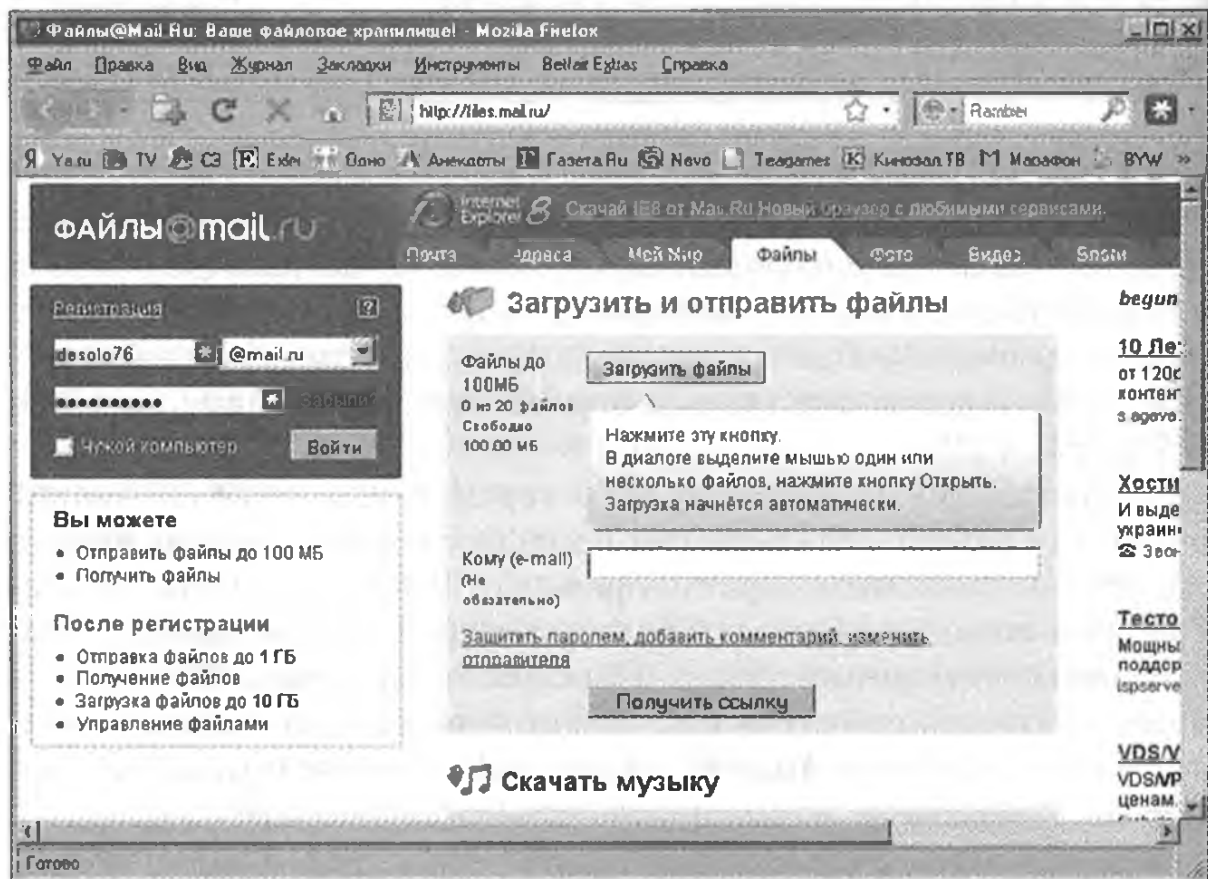 Файлы@Mail.Ru: Ваше файловое хранилище! - Mozilla Firefox
Файл Правка Вид Журнал Закладки Инструменты Справка
http://files.mail.ru/
Ya.ru TV СЗ Одно Анекдоты Газета.Ru Teagames Кинозал.ТВ Марафон BYW »
Internet Explorer 8 Скачай IE8 от Mail.Ru Новый браузер с любимыми сервисами.
ФАЙЛЫ@mail.ru
Почта Адреса Мой Мир Файлы Фото Видео Блоги
Регистрация ?
desolo76 @mail.ru
Забыли?
Чужой компьютер Войти
Вы можете
• Отправить файлы до 100 МБ
• Получить файлы
После регистрации
• Отправка файлов до 1 ГБ
• Получение файлов
• Загрузка файлов до 10 ГБ
• Управление файлами
Загрузить и отправить файлы
Файлы до
100МБ
0 из 20 файлов
Свободно
100.00 МБ
Загрузить файлы
Нажмите эту кнопку.
В диалоге выделите мышью один или
несколько файлов, нажмите кнопку Открыть.
Загрузка начнётся автоматически.
Кому (e-mail)
(Не
обязательно)
Защитить паролем, добавить комментарий, изменить
отправителя
Получить ссылку
Скачать музыку
begun
10 Ле
от 120
контен
Хости
И выде
украин
Звон
Тесто
Мощны
поддер
ispserve
VDS/V
VDS/VP
ценам.
Готово